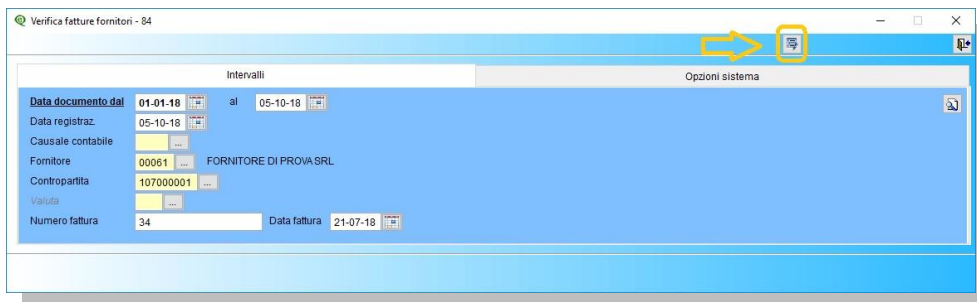 Verifica fatture fornitori - 84
Intervalli Opzioni sistema
Data documento dal 01-01-18 al 05-10-18
Data registraz. 05-10-18
Causale contabile ...
Fornitore 00061 ... FORNITORE DI PROVA SRL
Contropartita 107000001 ...
Valuta ...
Numero fattura 34 Data fattura 21-07-18